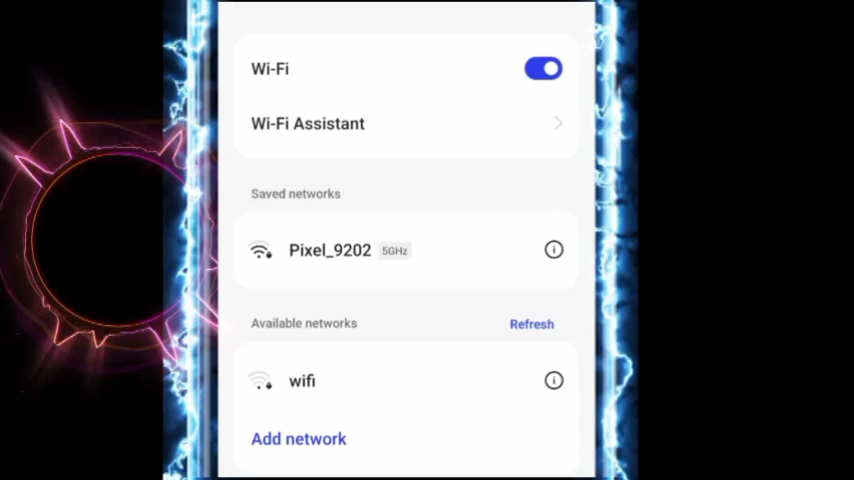 Wi-Fi
Wi-Fi Assistant
Saved networks
Pixel_9202 5GHz
Available networks Refresh
wifi
Add network